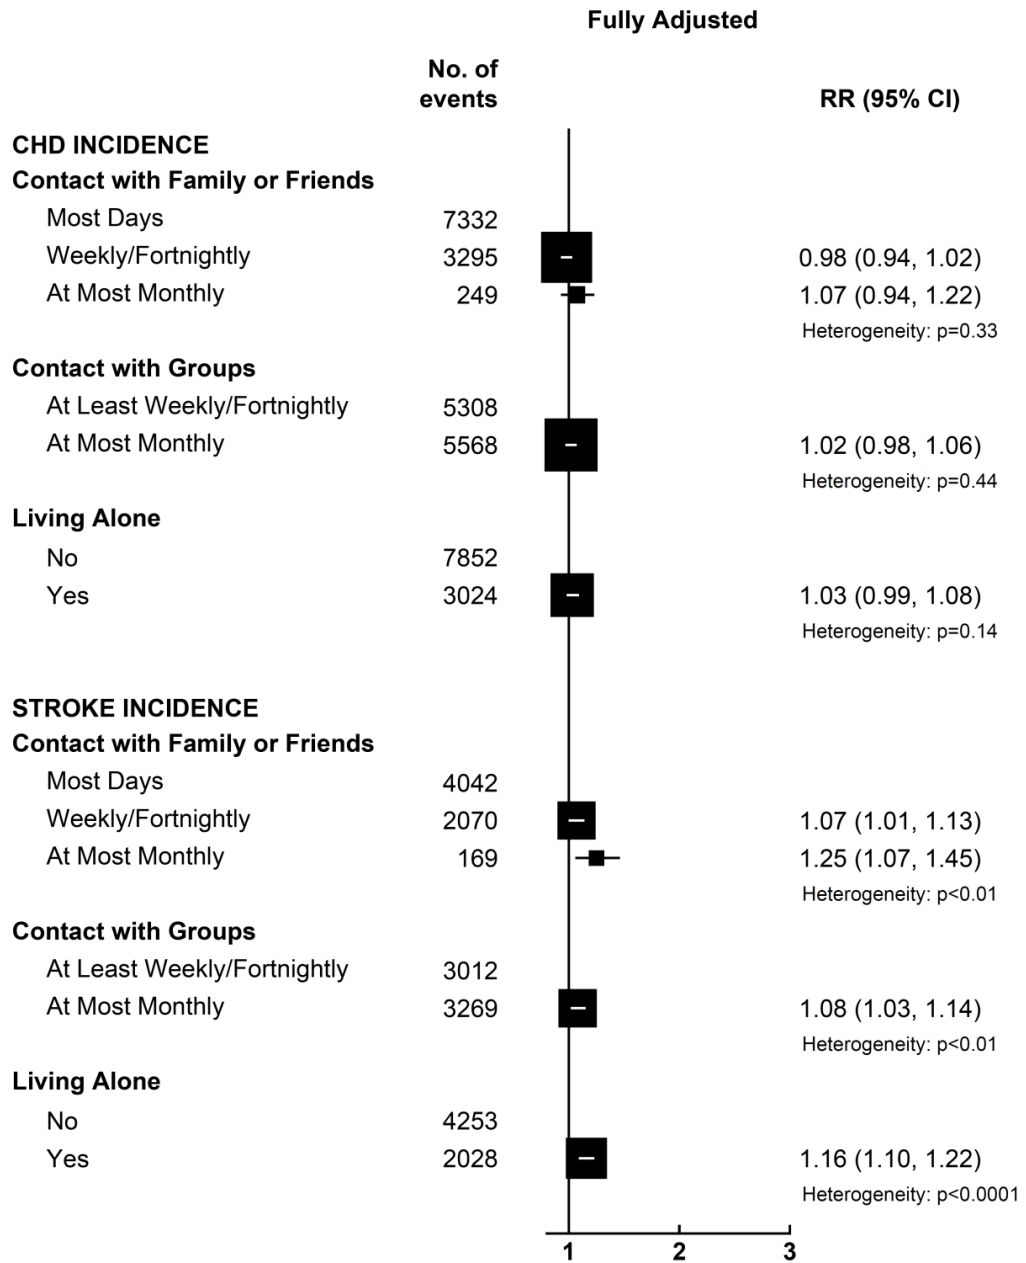 Fully Adjusted
No. of
events
RR (95% CI)
CHD INCIDENCE
Contact with Family or Friends
Most Days 7332
Weekly/Fortnightly 3295 0.98 (0.94, 1.02)
At Most Monthly 249 1.07 (0.94, 1.22)
Heterogeneity: p=0.33
Contact with Groups
At Least Weekly/Fortnightly 5308
At Most Monthly 5568 1.02 (0.98, 1.06)
Heterogeneity: p=0.44
Living Alone
No 7852
Yes 3024 1.03 (0.99, 1.08)
Heterogeneity: p=0.14
STROKE INCIDENCE
Contact with Family or Friends
Most Days 4042
Weekly/Fortnightly 2070 1.07 (1.01, 1.13)
At Most Monthly 169 1.25 (1.07, 1.45)
Heterogeneity: p<0.01
Contact with Groups
At Least Weekly/Fortnightly 3012
At Most Monthly 3269 1.08 (1.03, 1.14)
Heterogeneity: p<0.01
Living Alone
No 4253
Yes 2028 1.16 (1.10, 1.22)
Heterogeneity: p<0.0001
1 2 3